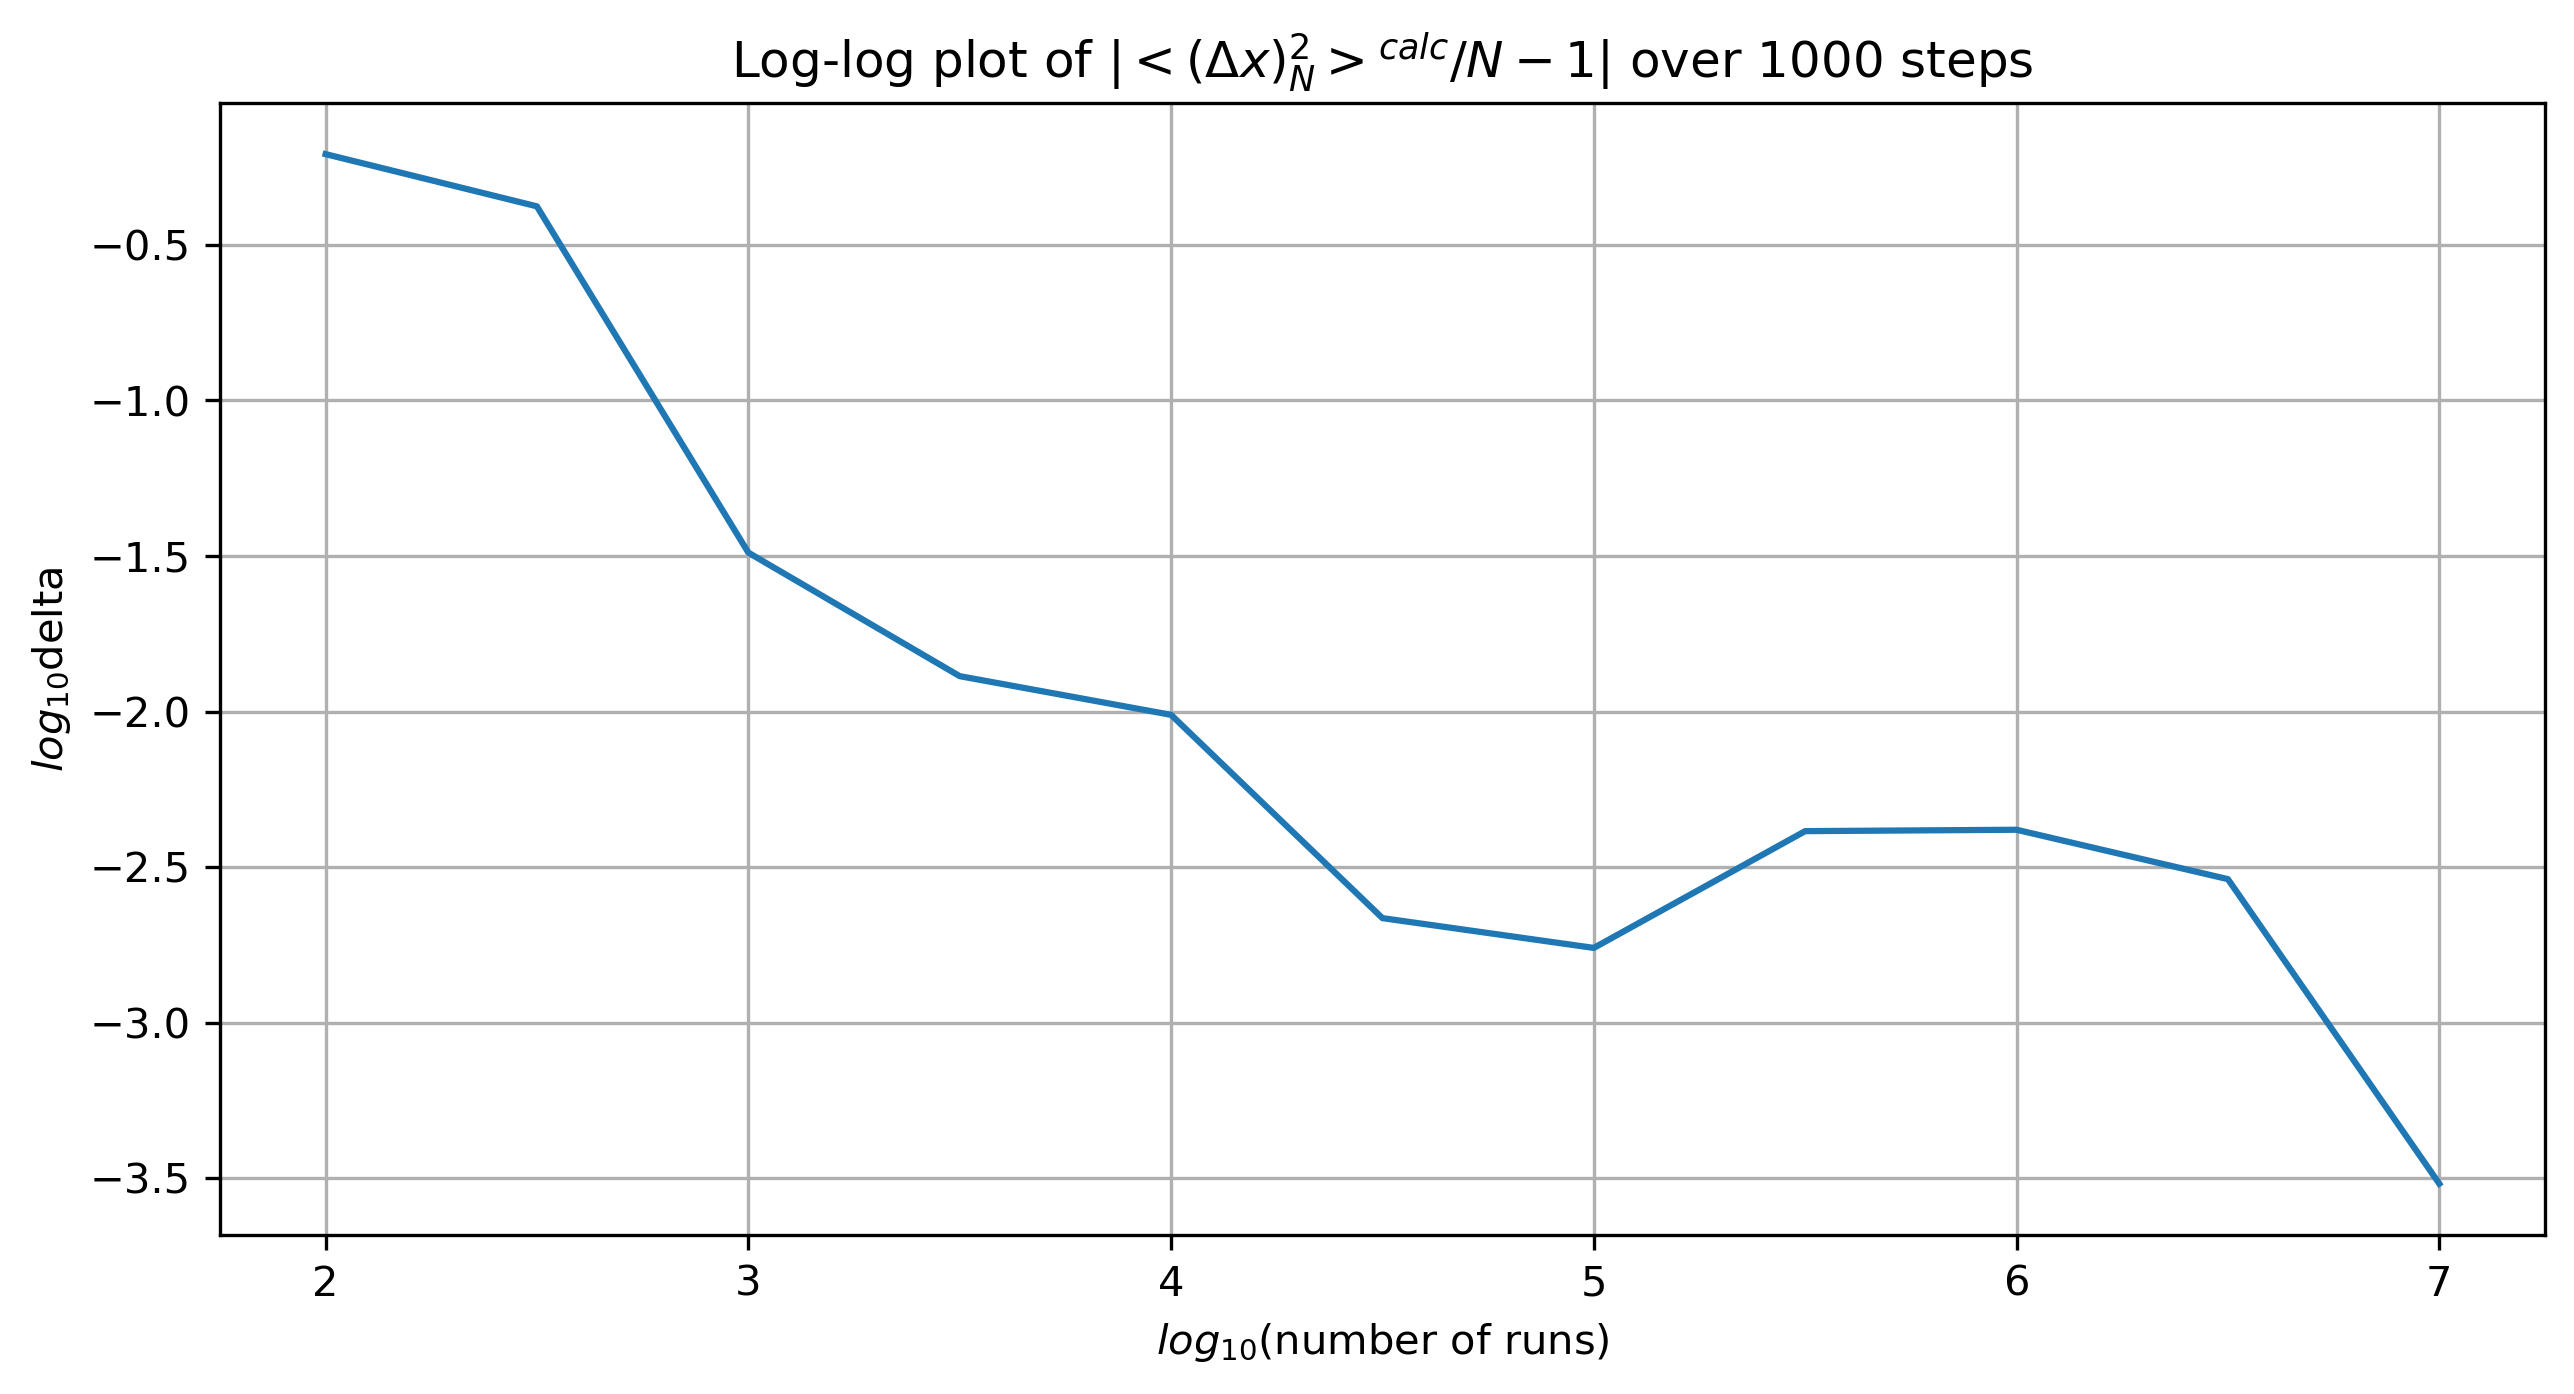 Log-log plot of | < (Δx)²_N >^calc /N − 1| over 1000 steps
log₁₀delta
−0.5
−1.0
−1.5
−2.0
−2.5
−3.0
−3.5
2 3 4 5 6 7
log₁₀(number of runs)